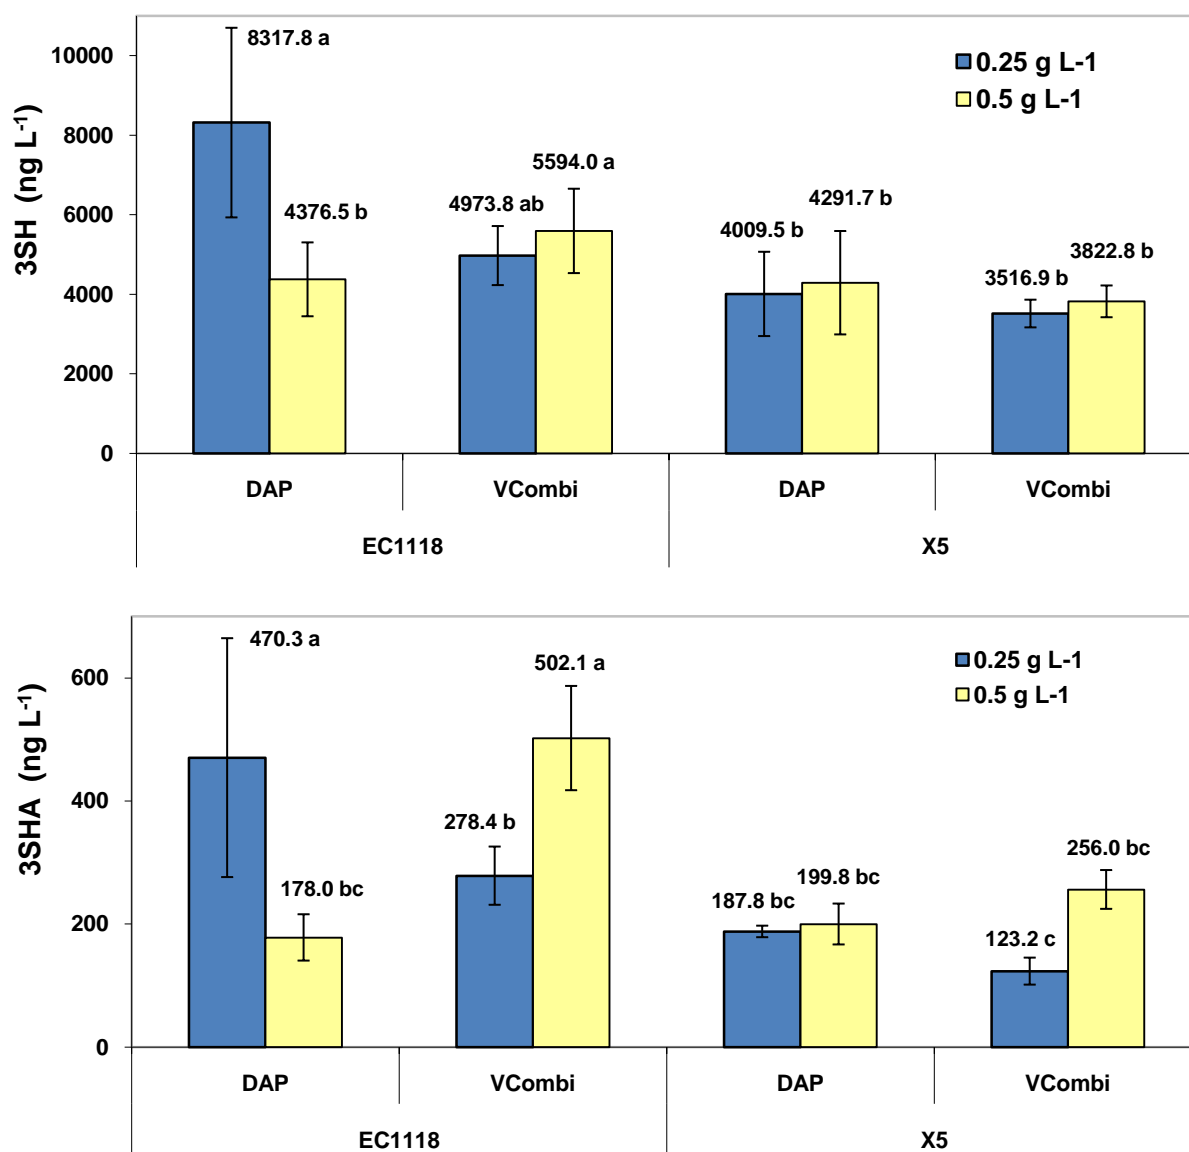 10000
8000
6000
4000
2000
0
3SH (ng L-1)
8317.8 a
4376.5 b
4973.8 ab
5594.0 a
4009.5 b
4291.7 b
3516.9 b
3822.8 b
0.25 g L-1
0.5 g L-1
DAP VCombi DAP VCombi
EC1118 X5
600
400
200
0
3SHA (ng L-1)
470.3 a
178.0 bc
278.4 b
502.1 a
187.8 bc
199.8 bc
123.2 c
256.0 bc
0.25 g L-1
0.5 g L-1
DAP VCombi DAP VCombi
EC1118 X5